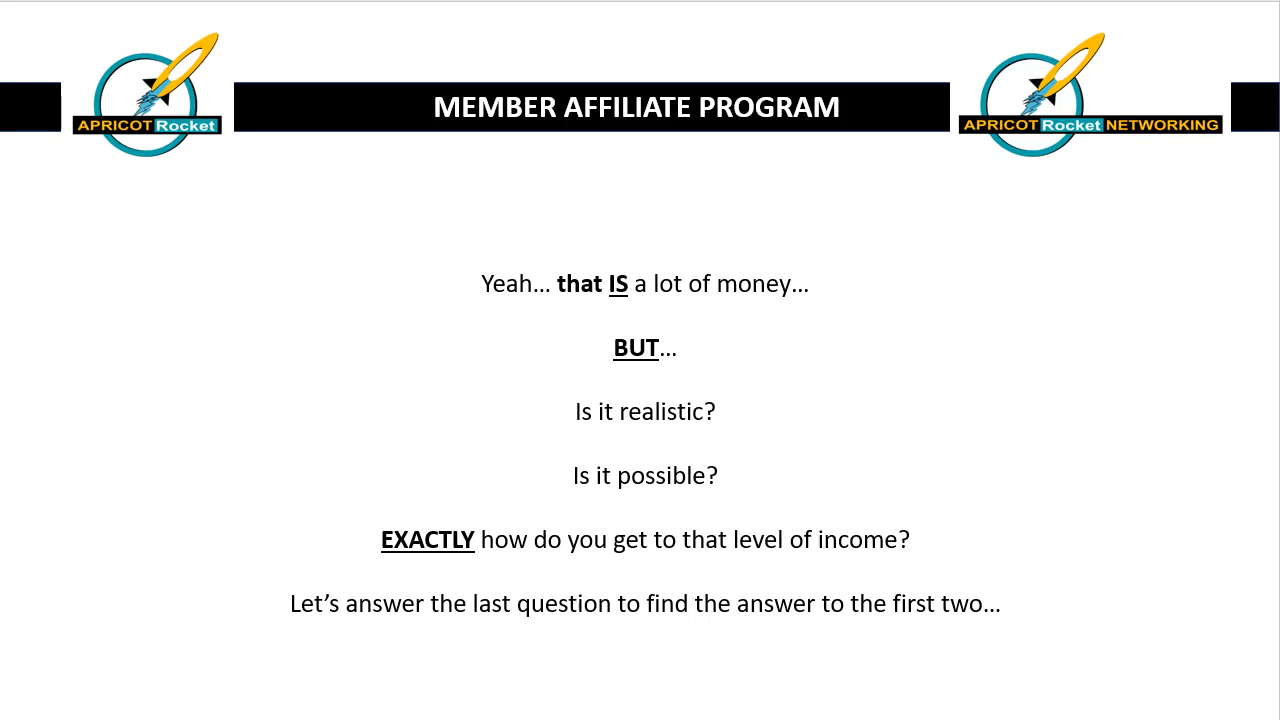 MEMBER AFFILIATE PROGRAM
APRICOT Rocket
APRICOT Rocket NETWORKING
Yeah… that IS a lot of money…
BUT…
Is it realistic?
Is it possible?
EXACTLY how do you get to that level of income?
Let’s answer the last question to find the answer to the first two…